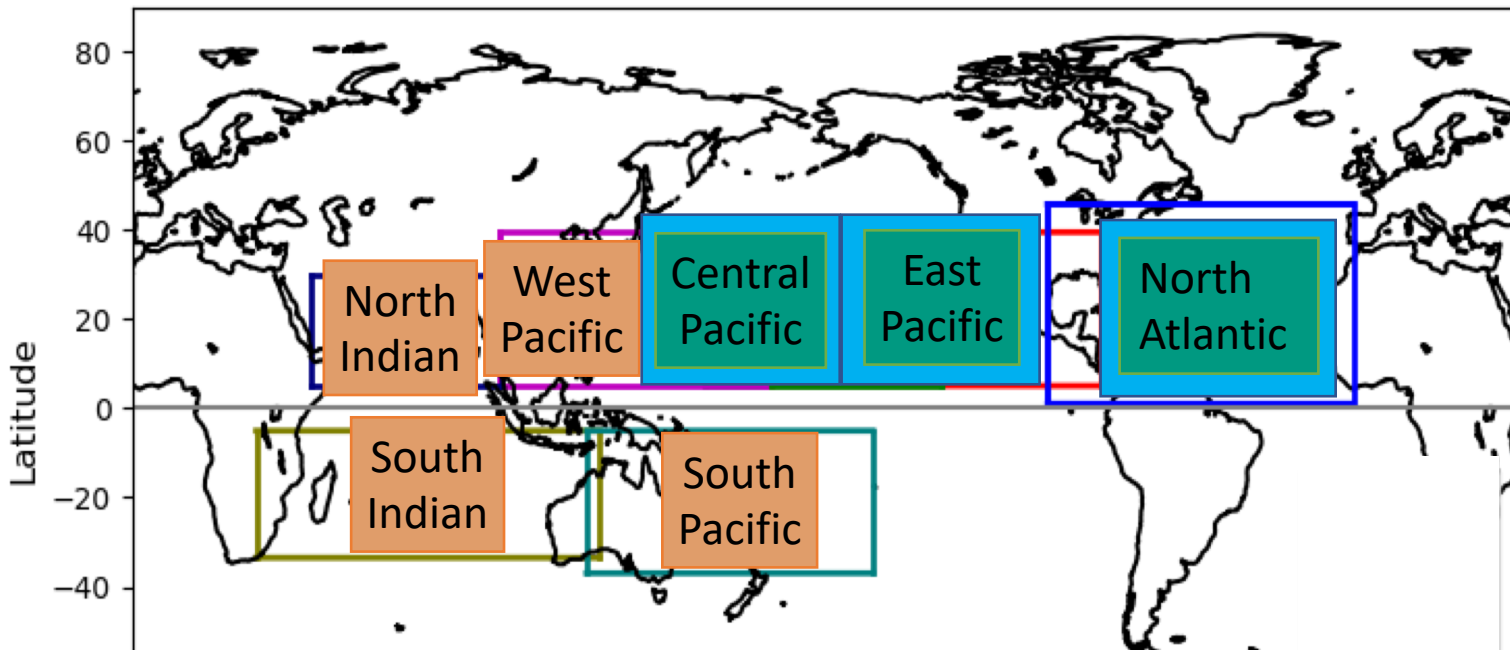 80
60
40
20
0
−20
−40
Latitude
North
Indian
West
Pacific
Central
Pacific
East
Pacific
North
Atlantic
South
Indian
South
Pacific